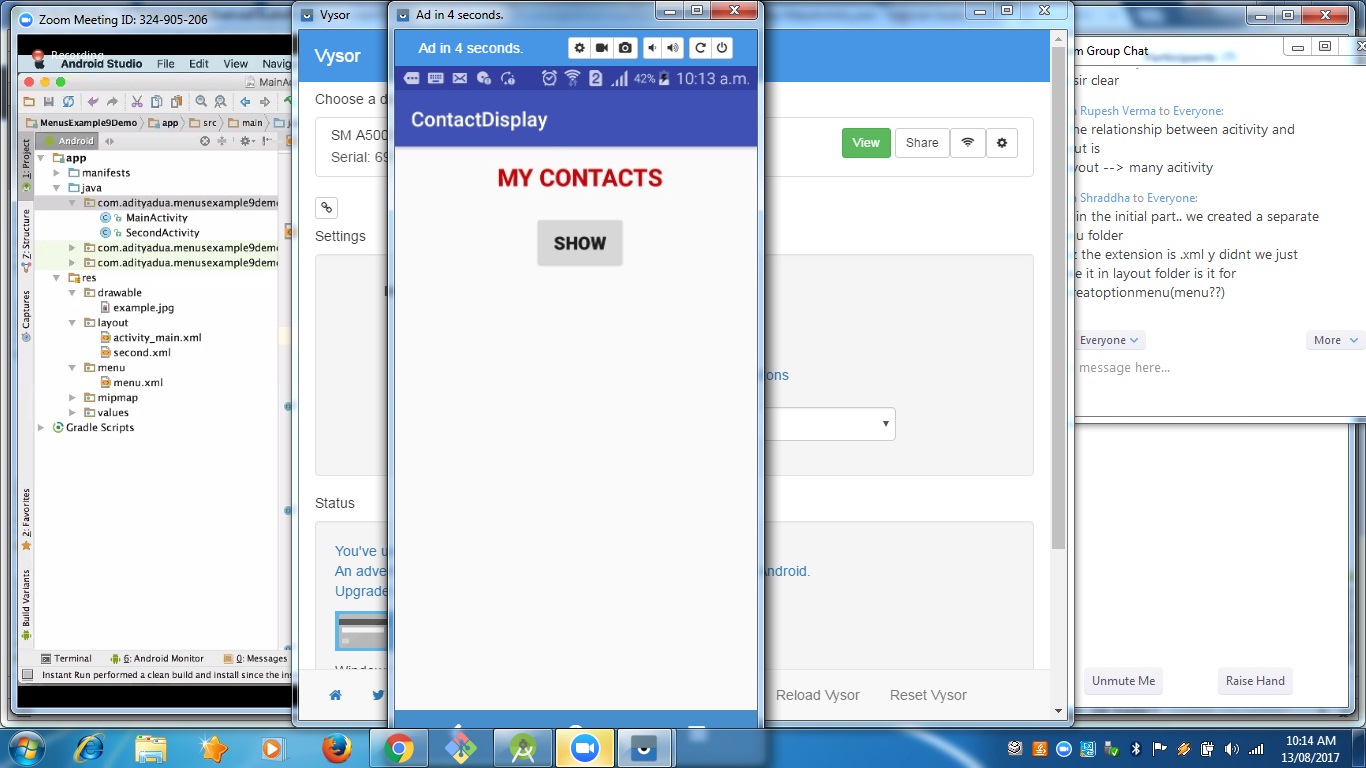 Zoom Meeting ID: 324-905-206
Recording
Android Studio File Edit View Navig
MainAc
MenusExample9Demo app src main
Android
1: Project
Z: Structure
Captures
2: Favorites
Build Variants
app
manifests
java
com.adityadua.menusexample9demo
MainActivity
SecondActivity
com.adityadua.menusexample9demo
com.adityadua.menusexample9demo
res
drawable
example.jpg
layout
activity_main.xml
second.xml
menu
menu.xml
mipmap
values
Gradle Scripts
Terminal 6: Android Monitor 0: Messages
Instant Run performed a clean build and install since the ins
Vysor
Vysor
Choose a d
SM A500
Serial: 69
View Share
Settings
ons
Status
You've u
An adve
ndroid.
Upgrade
Window
Reload Vysor Reset Vysor
Ad in 4 seconds.
Ad in 4 seconds.
2 42% 10:13 a.m.
ContactDisplay
MY CONTACTS
SHOW
m Group Chat
sir clear
Rupesh Verma to Everyone:
he relationship between acitivity and
ut is
yout --> many acitivity
Shraddha to Everyone:
in the initial part.. we created a separate
u folder
t the extension is .xml y didnt we just
e it in layout folder is it for
reatoptionmenu(menu??)
Everyone More
message here...
Unmute Me Raise Hand
10:14 AM
13/08/2017